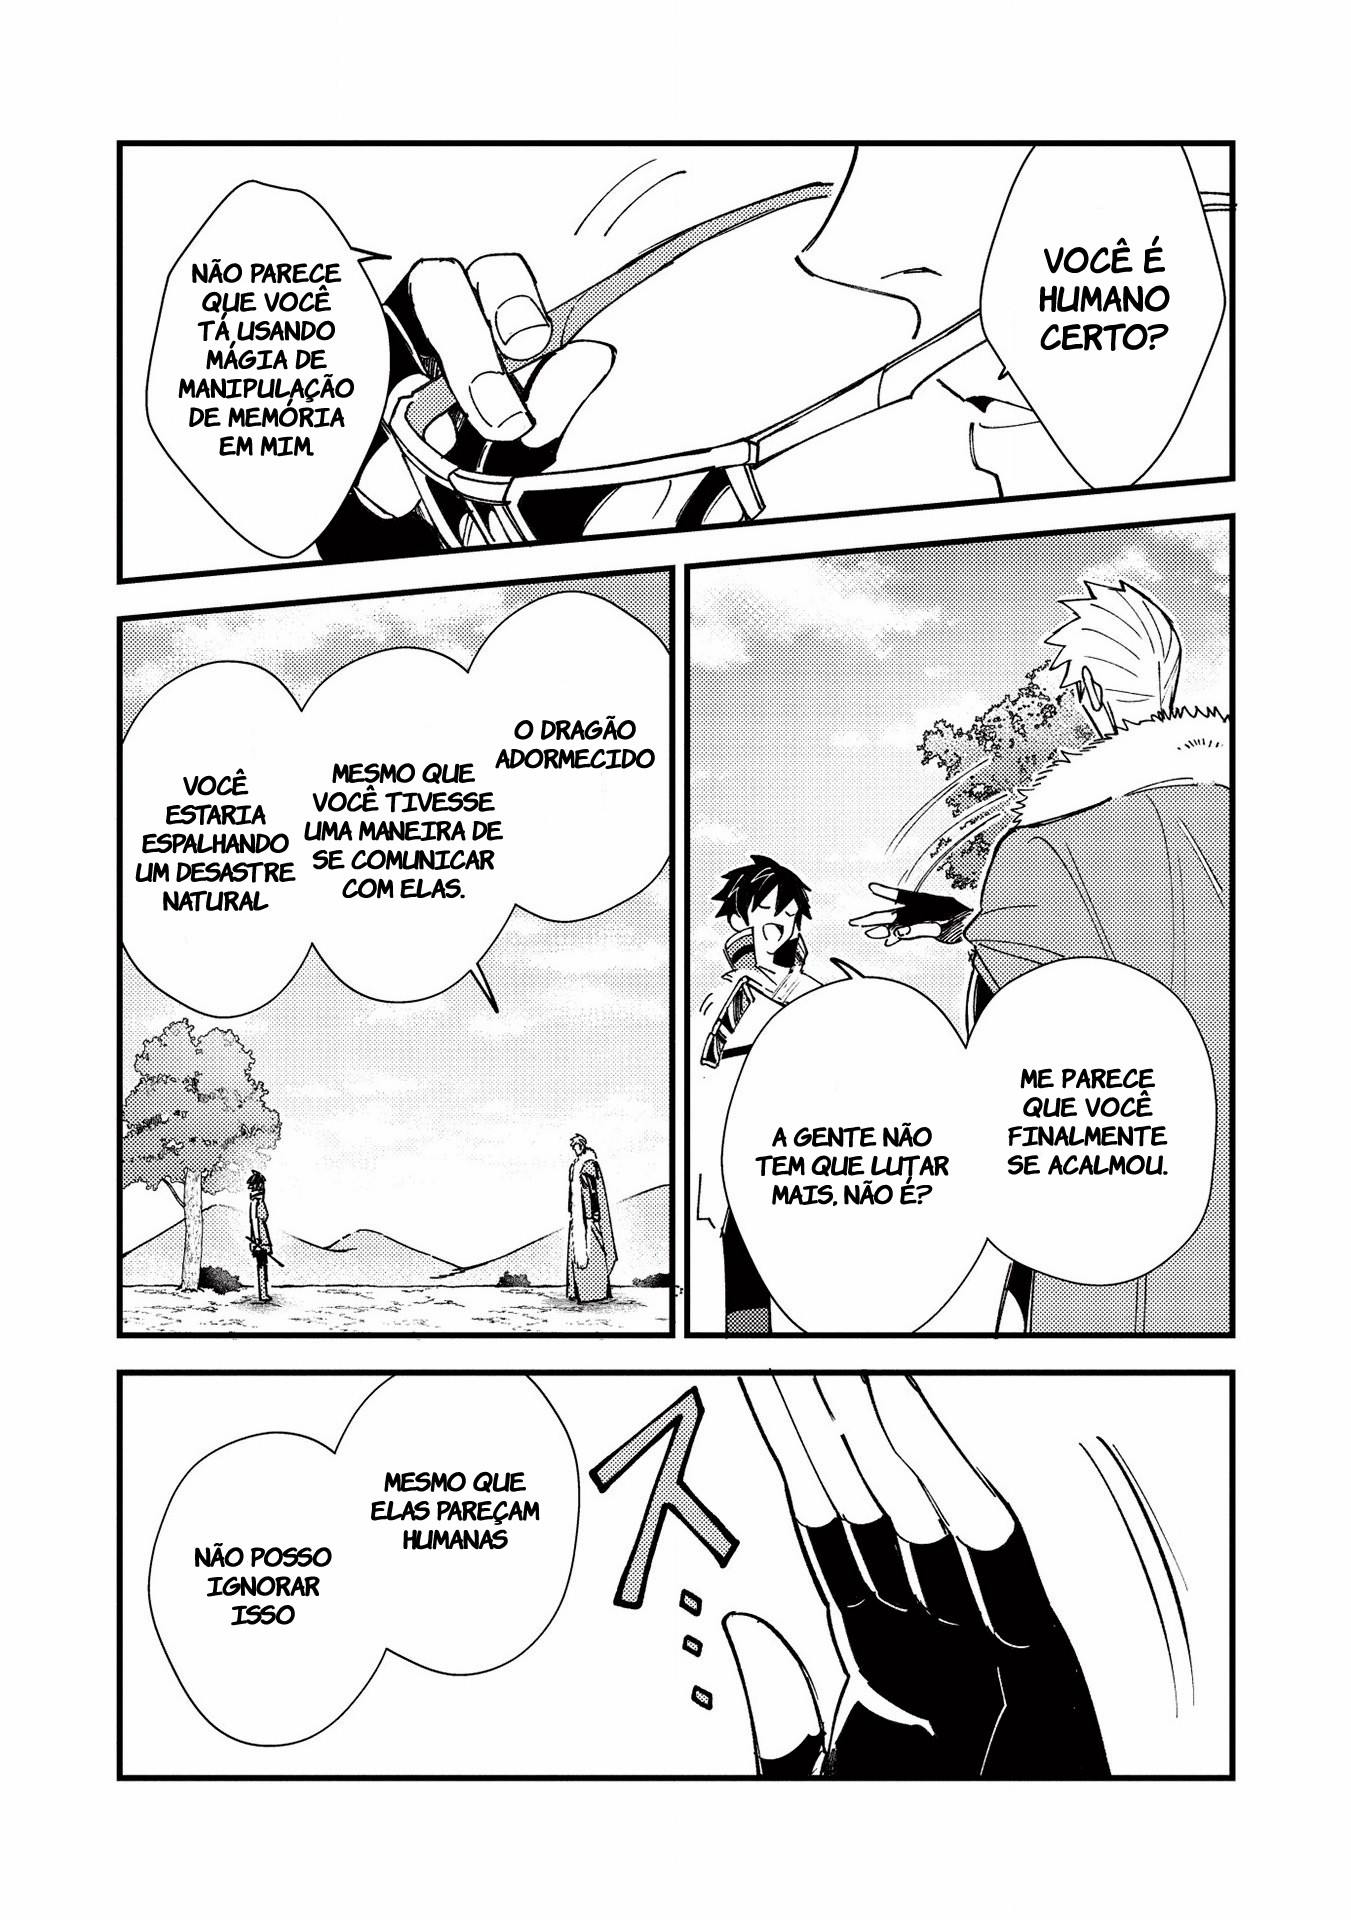 VOCÊ É
HUMANO
CERTO?
NÃO PARECE
QUE VOCÊ
TÁ USANDO
MÁGIA DE
MANIPULAÇÃO
DE MEMÓRIA
EM MIM.
ME PARECE
QUE VOCÊ
FINALMENTE
SE ACALMOU.
A GENTE NÃO
TEM QUE LUTAR
MAIS, NÃO É?
O DRAGÃO
ADORMECIDO
MESMO QUE
VOCÊ TIVESSE
UMA MANEIRA DE
SE COMUNICAR
COM ELAS.
VOCÊ
ESTARIA
ESPALHANDO
UM DESASTRE
NATURAL
ス…
MESMO QUE
ELAS PAREÇAM
HUMANAS
NÃO POSSO
IGNORAR
ISSO